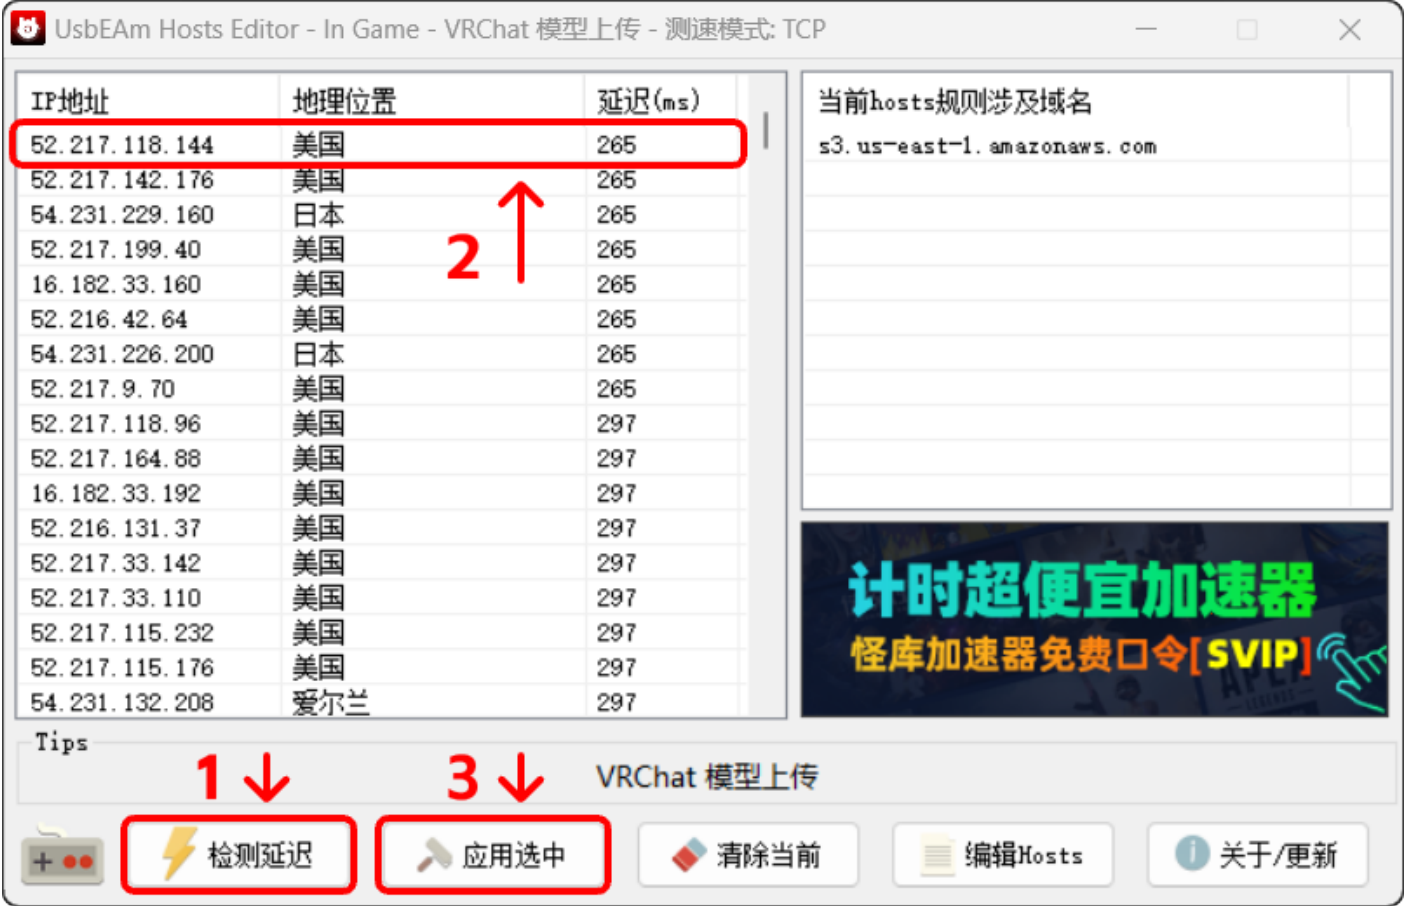 UsbEAm Hosts Editor - In Game - VRChat 模型上传 - 测速模式: TCP
IP地址 地理位置 延迟(ms)
52.217.118.144 美国 265
52.217.142.176 美国 265
54.231.229.160 日本 265
52.217.199.40 美国 265
16.182.33.160 美国 265
52.216.42.64 美国 265
54.231.226.200 日本 265
52.217.9.70 美国 265
52.217.118.96 美国 297
52.217.164.88 美国 297
16.182.33.192 美国 297
52.216.131.37 美国 297
52.217.33.142 美国 297
52.217.33.110 美国 297
52.217.115.232 美国 297
52.217.115.176 美国 297
54.231.132.208 爱尔兰 297
2
当前hosts规则涉及域名
s3.us-east-1.amazonaws.com
计时超便宜加速器
怪库加速器免费口令[SVIP]
APEX
LEGENDS
Tips
VRChat 模型上传
1
3
检测延迟
应用选中
清除当前
编辑Hosts
关于/更新